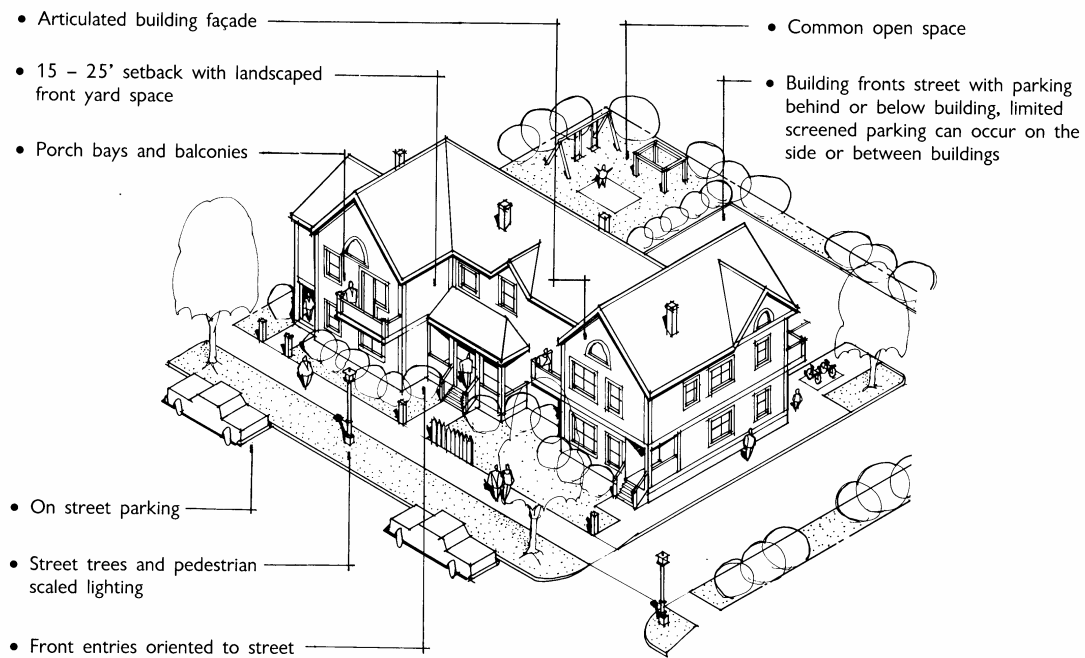 • Articulated building façade
• 15 – 25’ setback with landscaped
front yard space
• Porch bays and balconies
• Common open space
• Building fronts street with parking
behind or below building, limited
screened parking can occur on the
side or between buildings
• On street parking
• Street trees and pedestrian
scaled lighting
• Front entries oriented to street